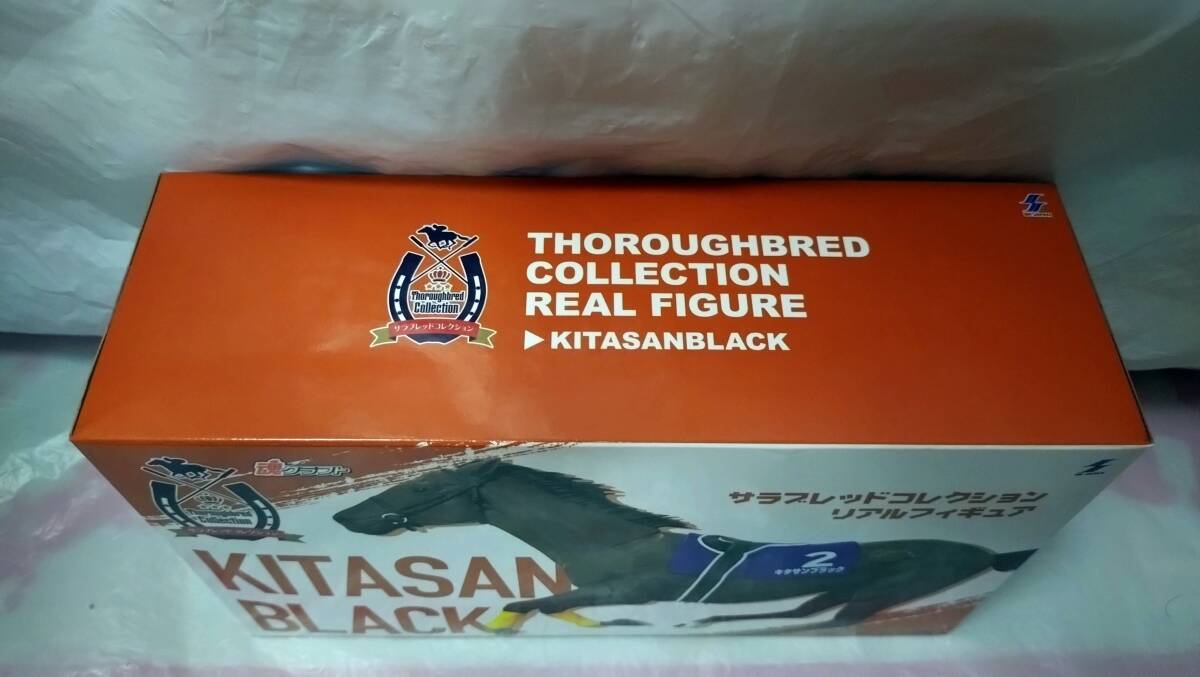 THOROUGHBRED
COLLECTION
REAL FIGURE
▶KITASANBLACK
Thoroughbred
Collection
サラブレッドコレクション
魂クラフト
サラブレッドコレクション
リアルフィギュア
Collection
KITASAN
BLACK
2
キタサンブラック